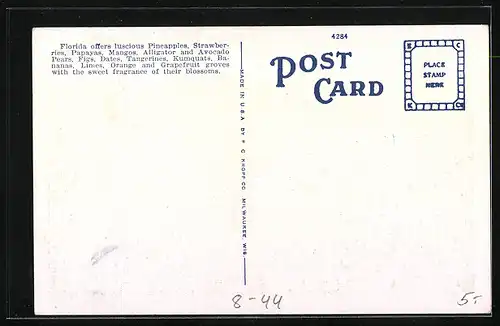 Florida offers luscious Pineapples, Strawber-
ries, Papayas, Mangos, Alligator and Avocado
Pears, Figs, Dates, Tangerines, Kumquats, Ba-
nanas, Limes, Orange and Grapefruit groves
with the sweet fragrance of their blossoms.
4284
POST
CARD
E C
PLACE
STAMP
HERE
K Co
MADE IN U.S.A. BY E. C. KROPP CO. MILWAUKEE, WIS.
8-44
5-